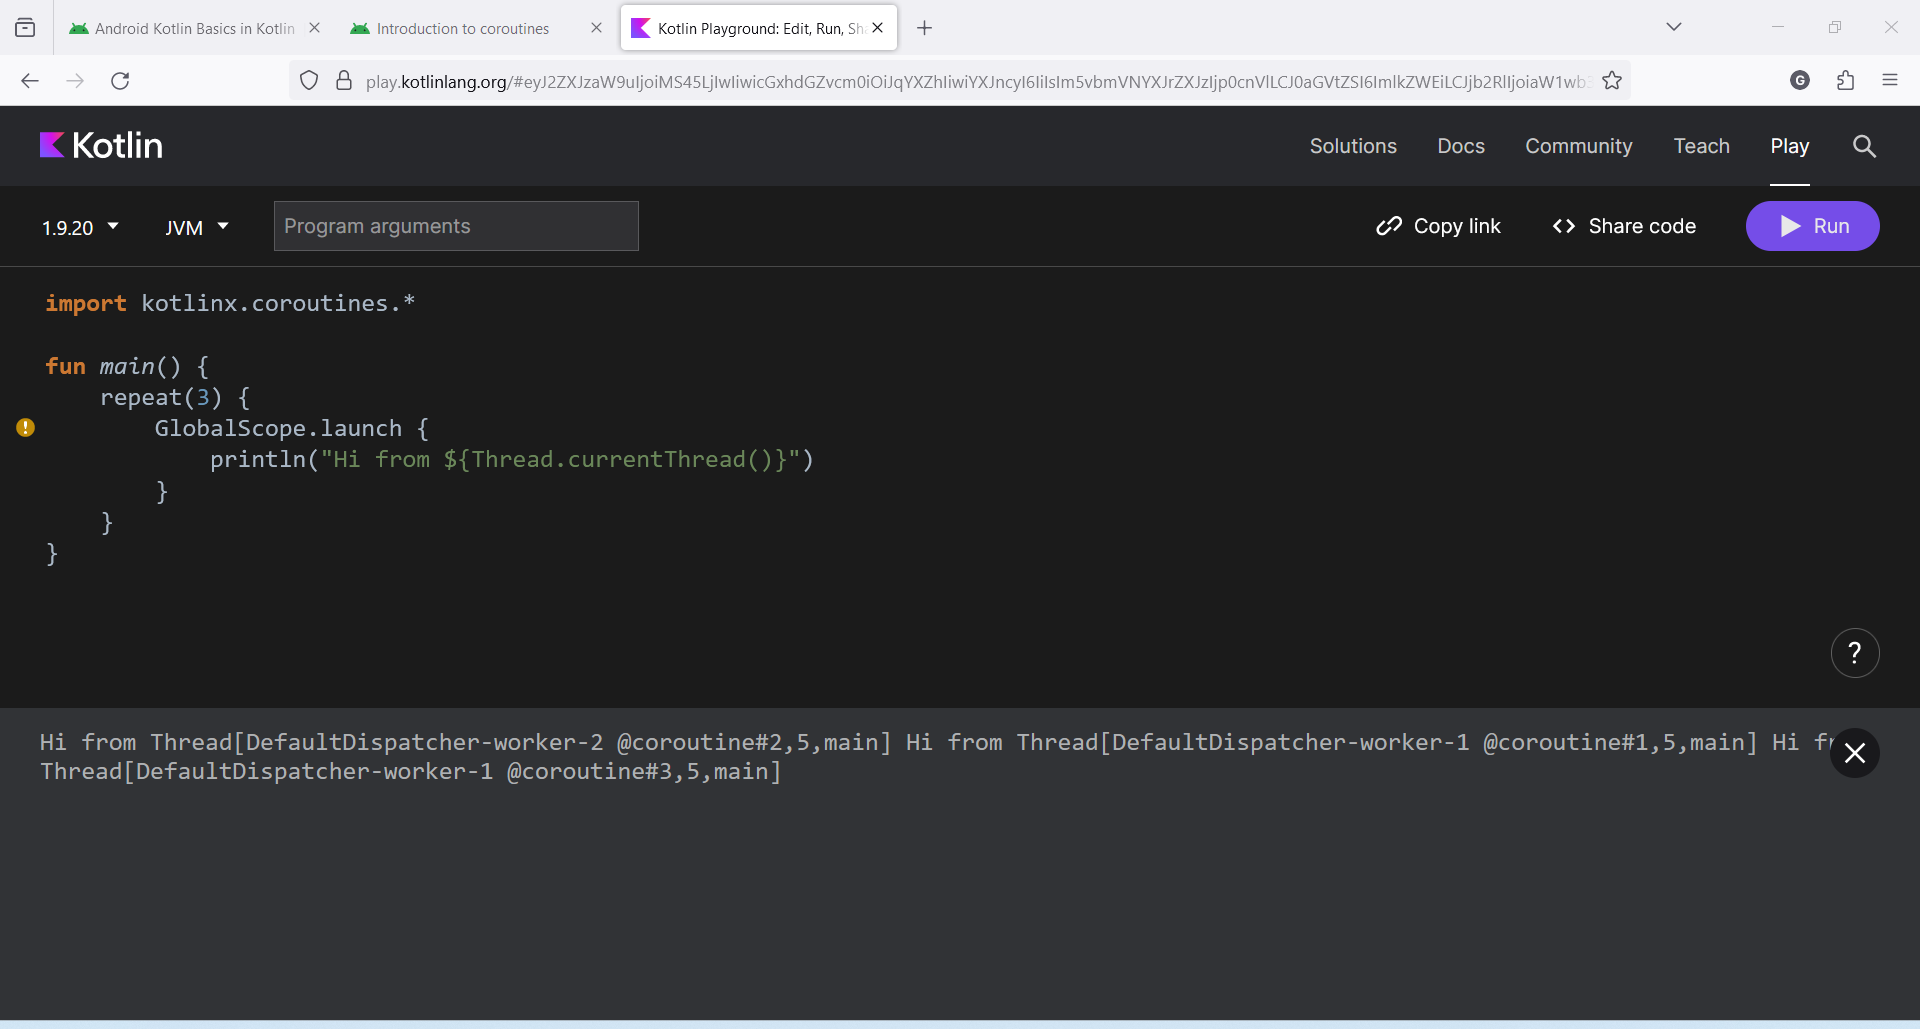 Android Kotlin Basics in Kotlin
Introduction to coroutines
Kotlin Playground: Edit, Run,
play.kotlinlang.org/#eyJ2ZXJzaW9uIjoiMS45LjIwIiwicGxhdGZvcm0iOiJqYXZhIiwiYXJncyI6IiIsIm5vbmVNYXJrZXJzIjp0cnVlLCJ0aGVtZSI6ImlkZWEiLCJjb2RlIjoiaW1wb3
G
Kotlin
Solutions Docs Community Teach Play
1.9.20 JVM Program arguments Copy link <> Share code Run
import kotlinx.coroutines.*
fun main() {
repeat(3) {
GlobalScope.launch {
println("Hi from ${Thread.currentThread()}")
}
}
}
?
Hi from Thread[DefaultDispatcher-worker-2 @coroutine#2,5,main] Hi from Thread[DefaultDispatcher-worker-1 @coroutine#1,5,main] Hi
Thread[DefaultDispatcher-worker-1 @coroutine#3,5,main]